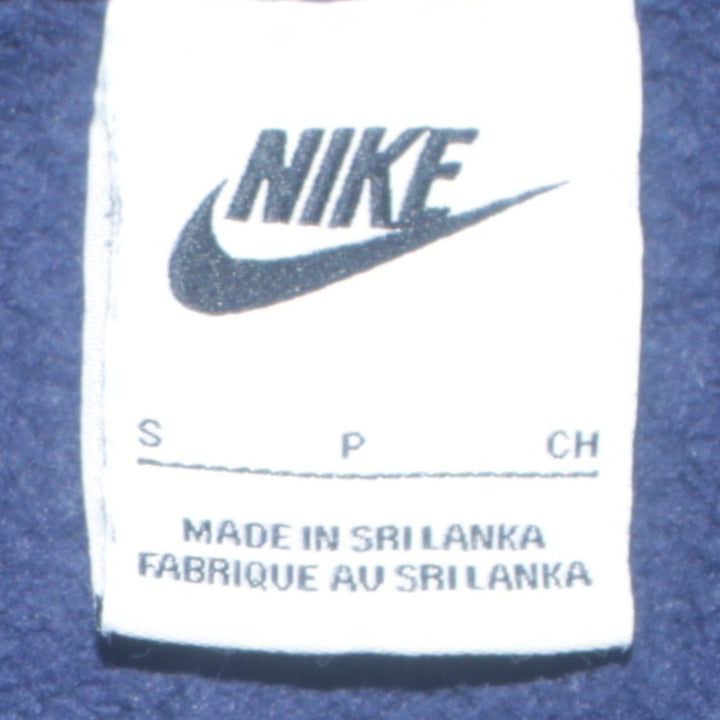 NIKE
S P CH
MADE IN SRI LANKA
FABRIQUE AU SRI LANKA